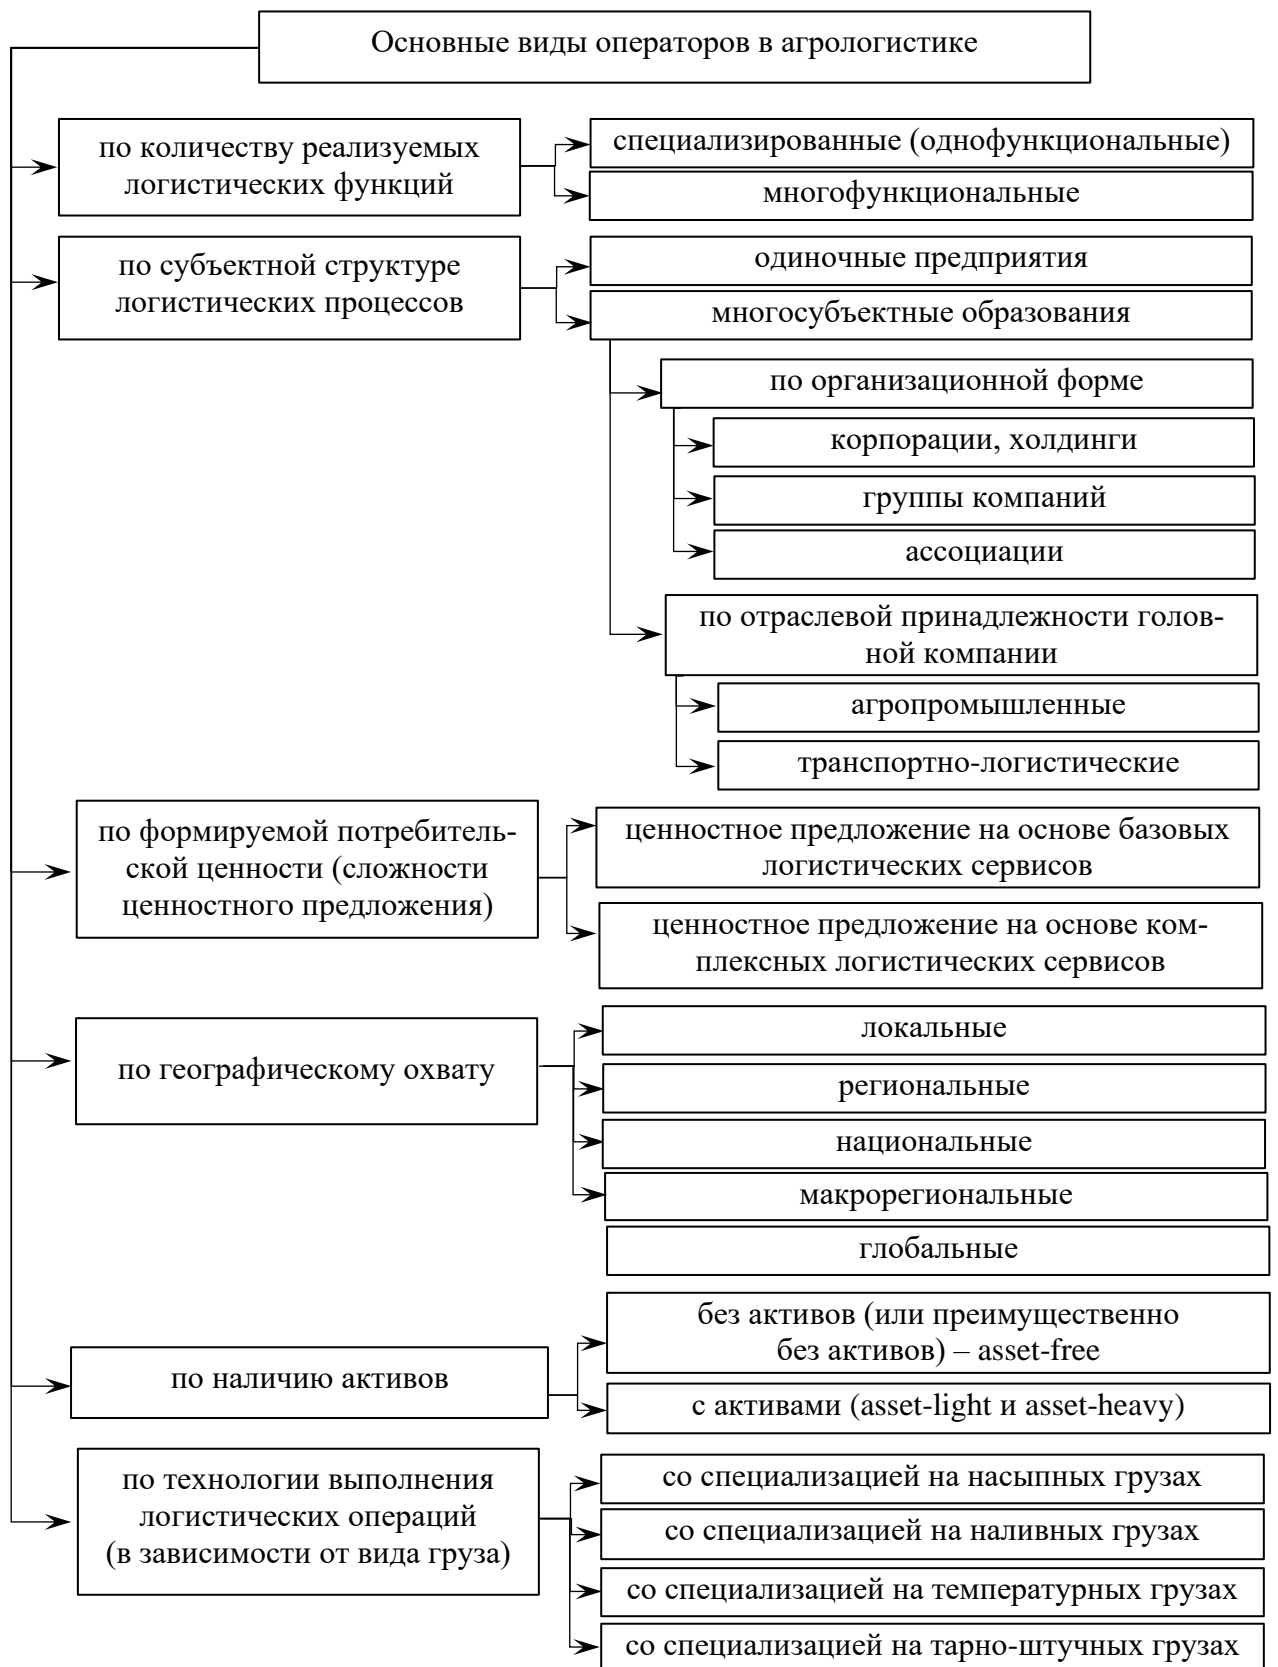 Основные виды операторов в агрологистике
по количеству реализуемых
логистических функций
специализированные (однофункциональные)
многофункциональные
по субъектной структуре
логистических процессов
одиночные предприятия
многосубъектные образования
по организационной форме
корпорации, холдинги
группы компаний
ассоциации
по отраслевой принадлежности голов-
ной компании
агропромышленные
транспортно-логистические
по формируемой потребитель-
ской ценности (сложности
ценностного предложения)
ценностное предложение на основе базовых
логистических сервисов
ценностное предложение на основе ком-
плексных логистических сервисов
по географическому охвату
локальные
региональные
национальные
макрорегиональные
глобальные
по наличию активов
без активов (или преимущественно
без активов) – asset-free
с активами (asset-light и asset-heavy)
по технологии выполнения
логистических операций
(в зависимости от вида груза)
со специализацией на насыпных грузах
со специализацией на наливных грузах
со специализацией на температурных грузах
со специализацией на тарно-штучных грузах